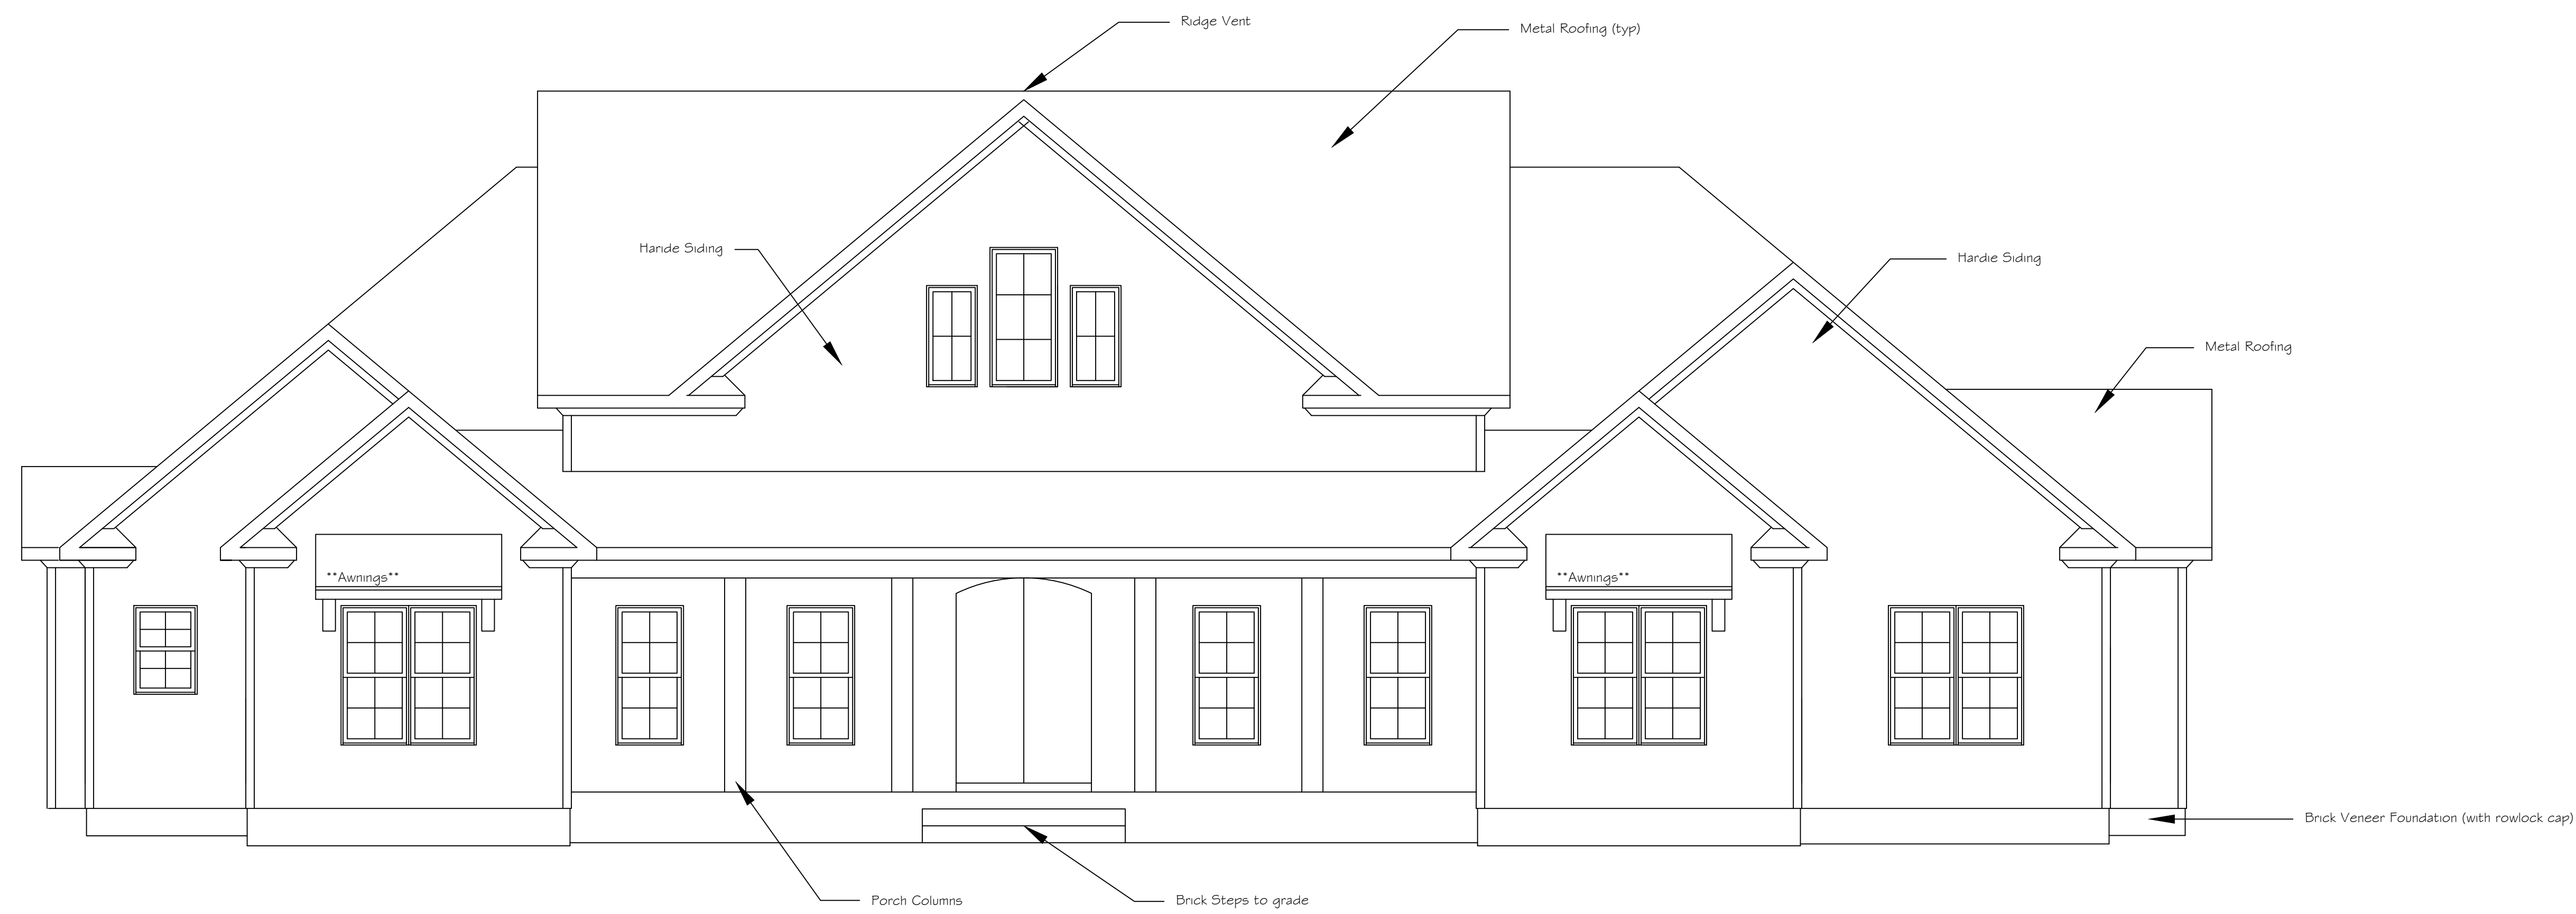 Ridge Vent
Metal Roofing (typ)
Haride Siding
Hardie Siding
Metal Roofing
**Awnings**
**Awnings**
Brick Veneer Foundation (with rowlock cap)
Porch Columns
Brick Steps to grade